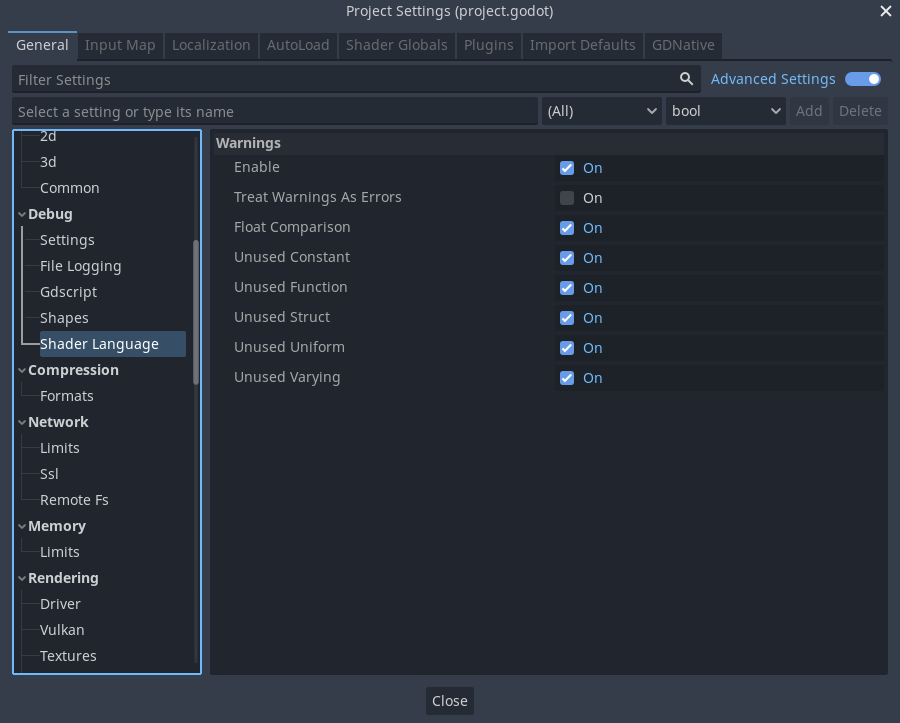 Project Settings (project.godot)
General Input Map Localization AutoLoad Shader Globals Plugins Import Defaults GDNative
Filter Settings Advanced Settings
Select a setting or type its name (All) bool Add Delete
2d
3d
Common
Debug
Settings
File Logging
Gdscript
Shapes
Shader Language
Compression
Formats
Network
Limits
Ssl
Remote Fs
Memory
Limits
Rendering
Driver
Vulkan
Textures
Warnings
Enable On
Treat Warnings As Errors On
Float Comparison On
Unused Constant On
Unused Function On
Unused Struct On
Unused Uniform On
Unused Varying On
Close